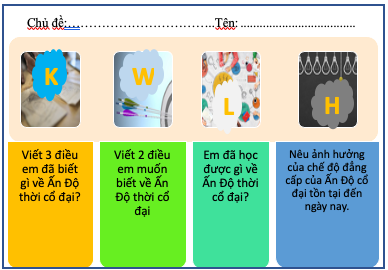 Chủ đề:………………………………Tên: ...................................
K
W
L
H
Viết 3 điều
em đã biết
gì về Ấn Độ
thời cổ đại?
Viết 2 điều
em muốn
biết về Ấn
Độ thời cổ
đại
Em đã học
được gì về
Ấn Độ thời
cổ đại?
Nêu ảnh hưởng
của chế độ đẳng
cấp của Ấn Độ cổ
đại tồn tại đến
ngày nay.